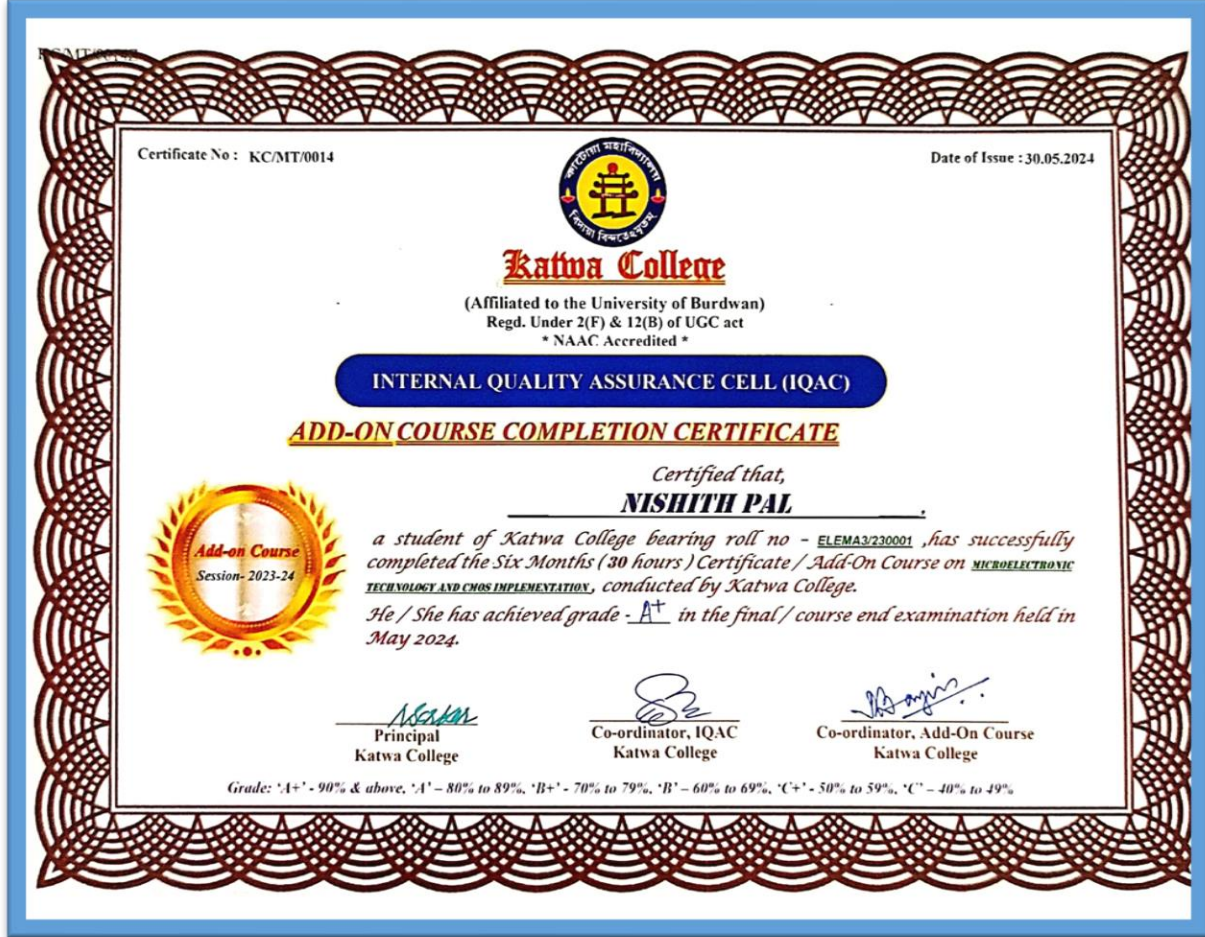 Certificate No : KC/MT/0014
Date of Issue : 30.05.2024
কাটোয়া মহাবিদ্যালয়
Katwa College
(Affiliated to the University of Burdwan)
Regd. Under 2(F) & 12(B) of UGC act
* NAAC Accredited *
INTERNAL QUALITY ASSURANCE CELL (IQAC)
ADD-ON COURSE COMPLETION CERTIFICATE
Certified that,
NISHITH PAL .
Add-on Course
Session- 2023-24
a student of Katwa College bearing roll no - ELEMA3/230001 ,has successfully
completed the Six Months ( 30 hours ) Certificate / Add-On Course on MICROELECTRONIC
TECHNOLOGY AND CMOS IMPLEMENTATION , conducted by Katwa College.
He / She has achieved grade - A+ in the final / course end examination held in
May 2024.
Principal
Katwa College
Co-ordinator, IQAC
Katwa College
Co-ordinator, Add-On Course
Katwa College
Grade: 'A+' - 90% & above, 'A' – 80% to 89%, 'B+' - 70% to 79%, 'B' – 60% to 69%, 'C+' - 50% to 59%, 'C' – 40% to 49%